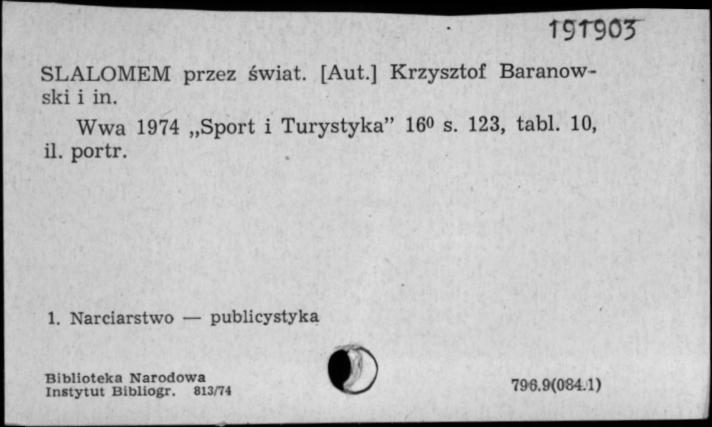 191903
SLALOMEM przez świat. [Aut.] Krzysztof Baranow-
ski i in.
Wwa 1974 „Sport i Turystyka” 16⁰ s. 123, tabl. 10,
il. portr.
1. Narciarstwo — publicystyka
Biblioteka Narodowa
Instytut Bibliogr. 813/74
796.9(084.1)